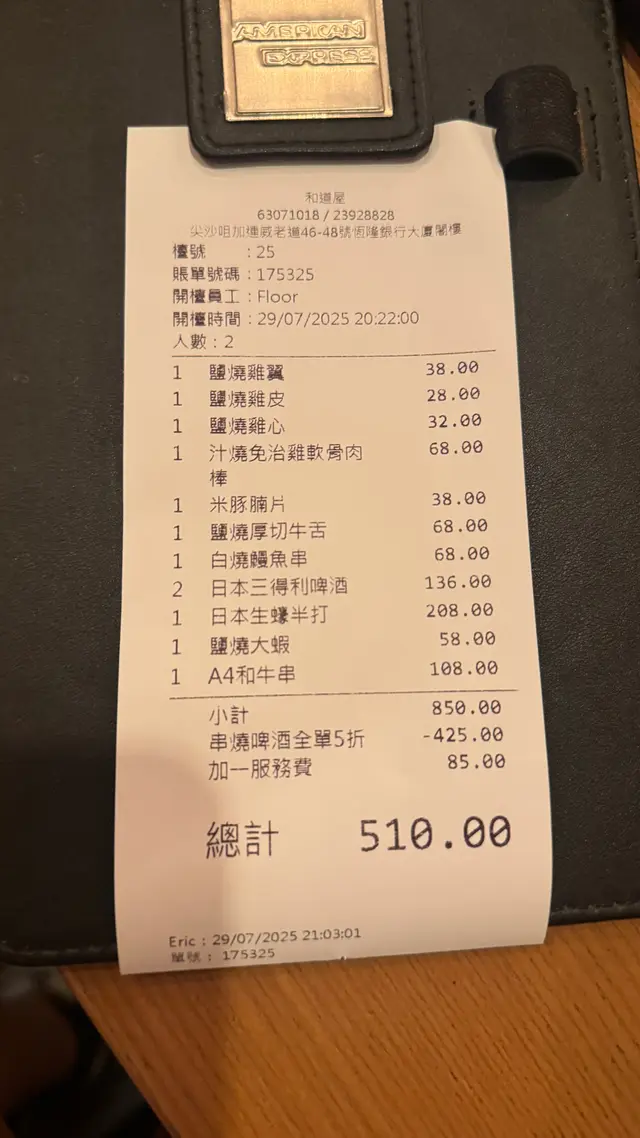 AMERICAN
EXPRESS
和道屋
63071018 / 23928828
尖沙咀加連威老道46-48號恆隆銀行大廈閣樓
檯號 : 25
賬單號碼 : 175325
開檯員工 : Floor
開檯時間 : 29/07/2025 20:22:00
人數 : 2
1 鹽燒雞翼 38.00
1 鹽燒雞皮 28.00
1 鹽燒雞心 32.00
1 汁燒免治雞軟骨肉 68.00
棒
1 米豚腩片 38.00
1 鹽燒厚切牛舌 68.00
1 白燒鰻魚串 68.00
2 日本三得利啤酒 136.00
1 日本生蠔半打 208.00
1 鹽燒大蝦 58.00
1 A4和牛串 108.00
小計 850.00
串燒啤酒全單5折 -425.00
加一服務費 85.00
總計 510.00
Eric : 29/07/2025 21:03:01
單號 : 175325